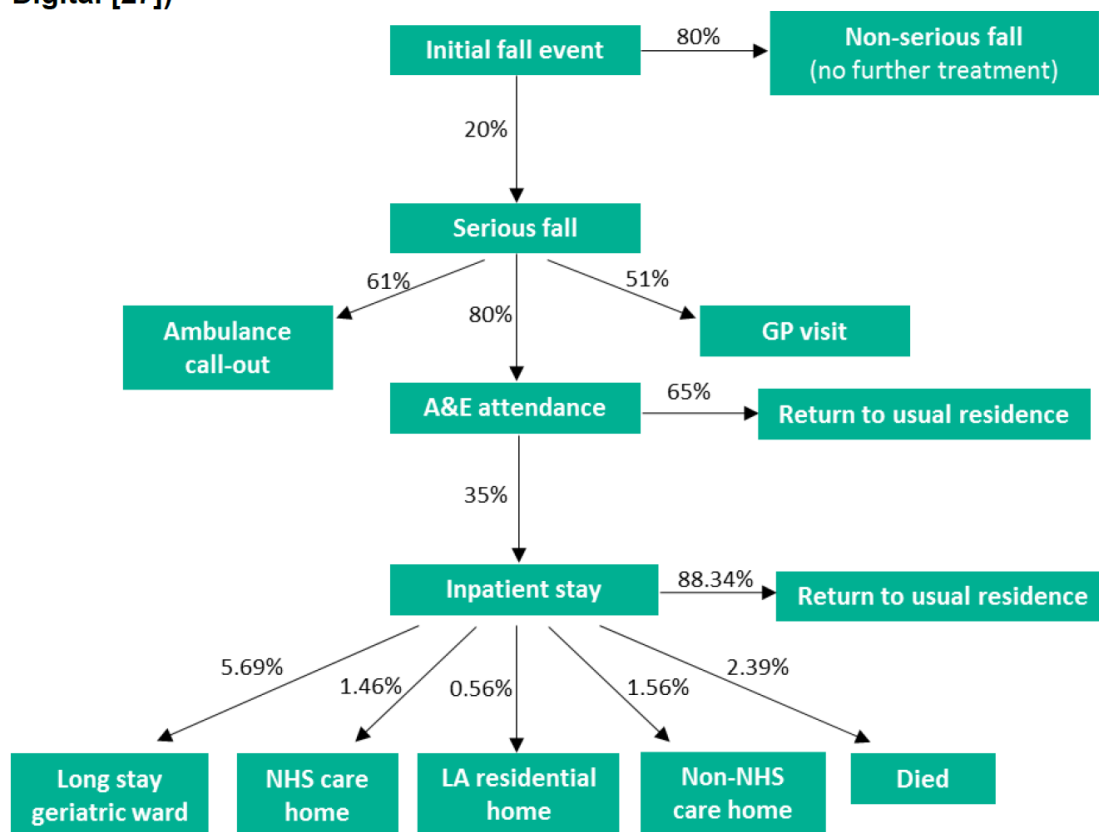 Digital [27])
Initial fall event
80%
Non-serious fall
(no further treatment)
20%
Serious fall
61%
80%
51%
Ambulance
call-out
GP visit
A&E attendance
65%
Return to usual residence
35%
Inpatient stay
88.34%
Return to usual residence
5.69%
1.46%
0.56%
1.56%
2.39%
Long stay
geriatric ward
NHS care
home
LA residential
home
Non-NHS
care home
Died